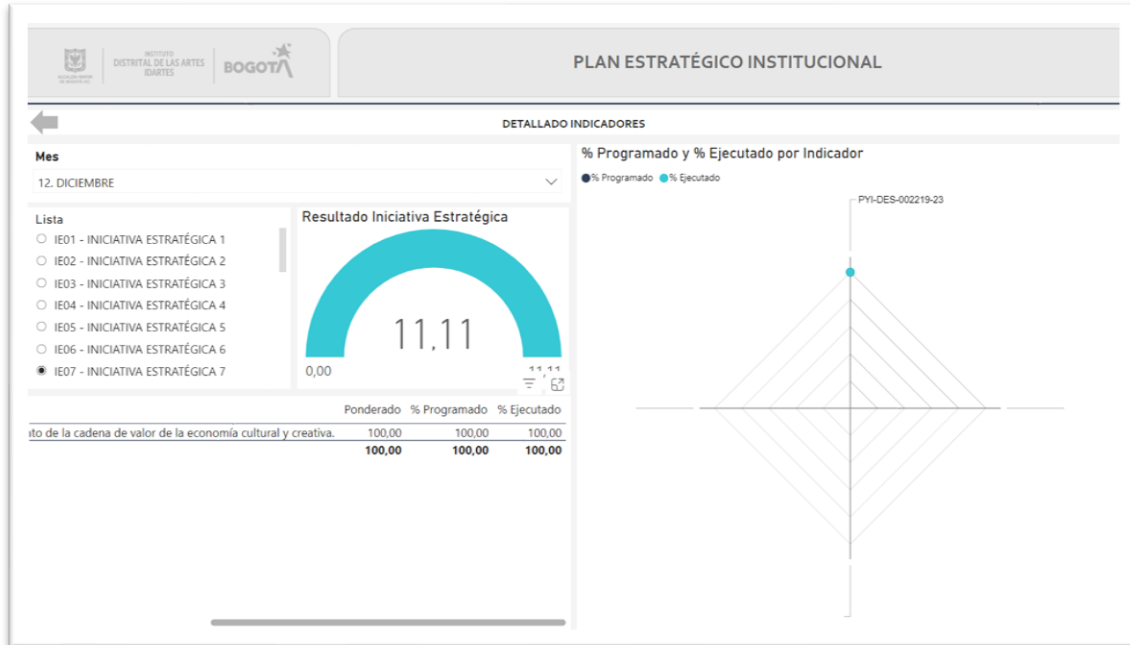 INSTITUTO
DISTRITAL DE LAS ARTES
IDARTES
BOGOTÁ
PLAN ESTRATÉGICO INSTITUCIONAL
DETALLADO INDICADORES
Mes
12. DICIEMBRE
Lista
IE01 - INICIATIVA ESTRATÉGICA 1
IE02 - INICIATIVA ESTRATÉGICA 2
IE03 - INICIATIVA ESTRATÉGICA 3
IE04 - INICIATIVA ESTRATÉGICA 4
IE05 - INICIATIVA ESTRATÉGICA 5
IE06 - INICIATIVA ESTRATÉGICA 6
IE07 - INICIATIVA ESTRATÉGICA 7
Resultado Iniciativa Estratégica
11,11
0,00
11,11
Ponderado % Programado % Ejecutado
to de la cadena de valor de la economía cultural y creativa. 100,00 100,00 100,00
100,00 100,00 100,00
% Programado y % Ejecutado por Indicador
% Programado % Ejecutado
PYI-DES-002219-23